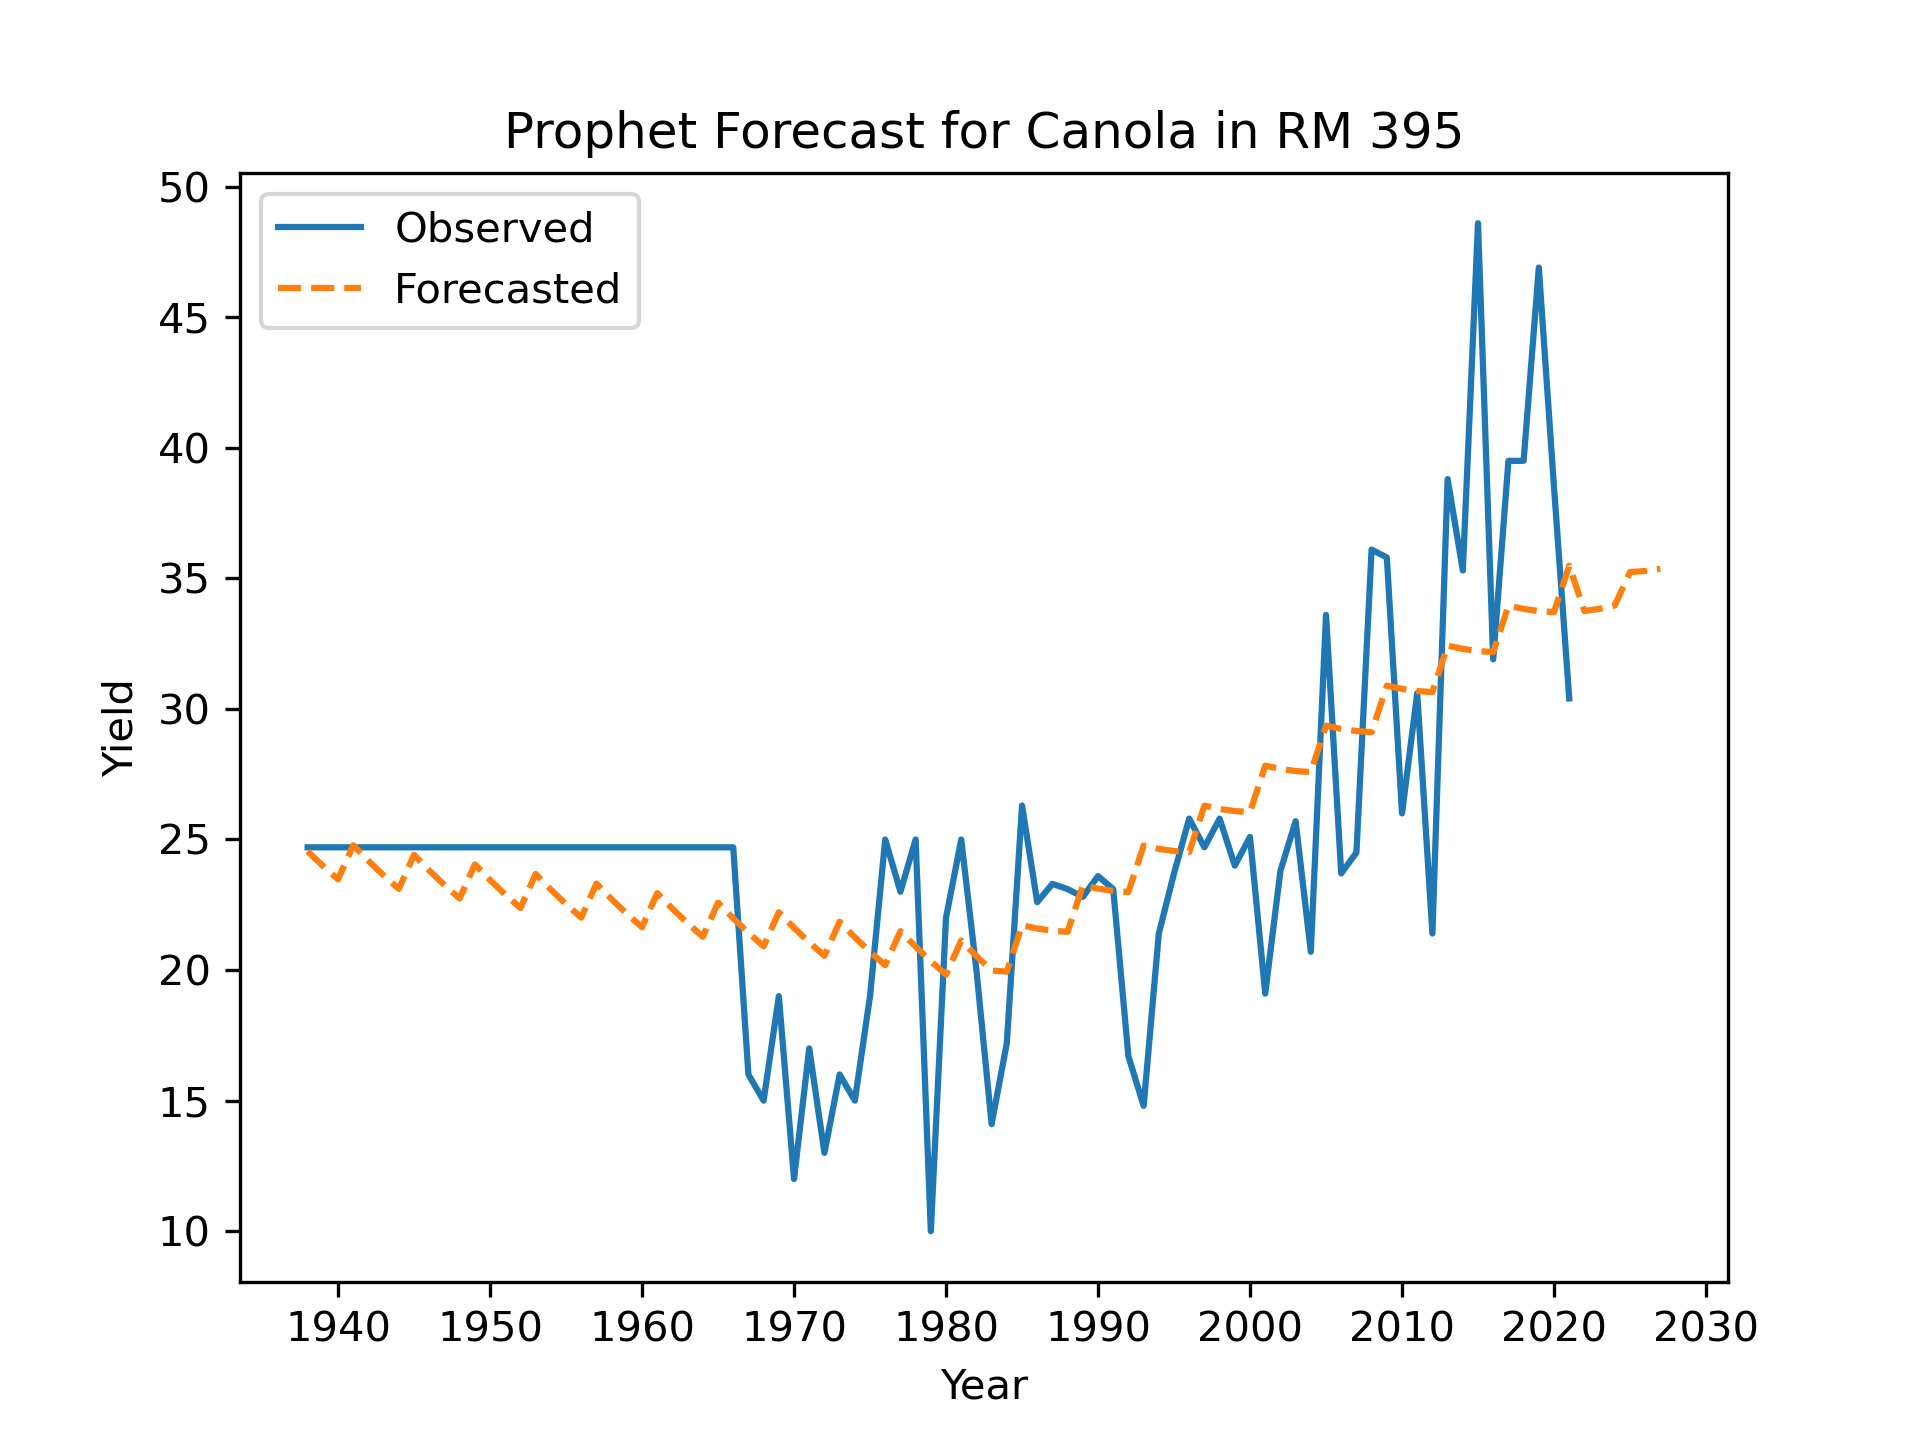 Prophet Forecast for Canola in RM 395
Observed
Forecasted
50
45
40
35
30
25
20
15
10
Yield
1940 1950 1960 1970 1980 1990 2000 2010 2020 2030
Year